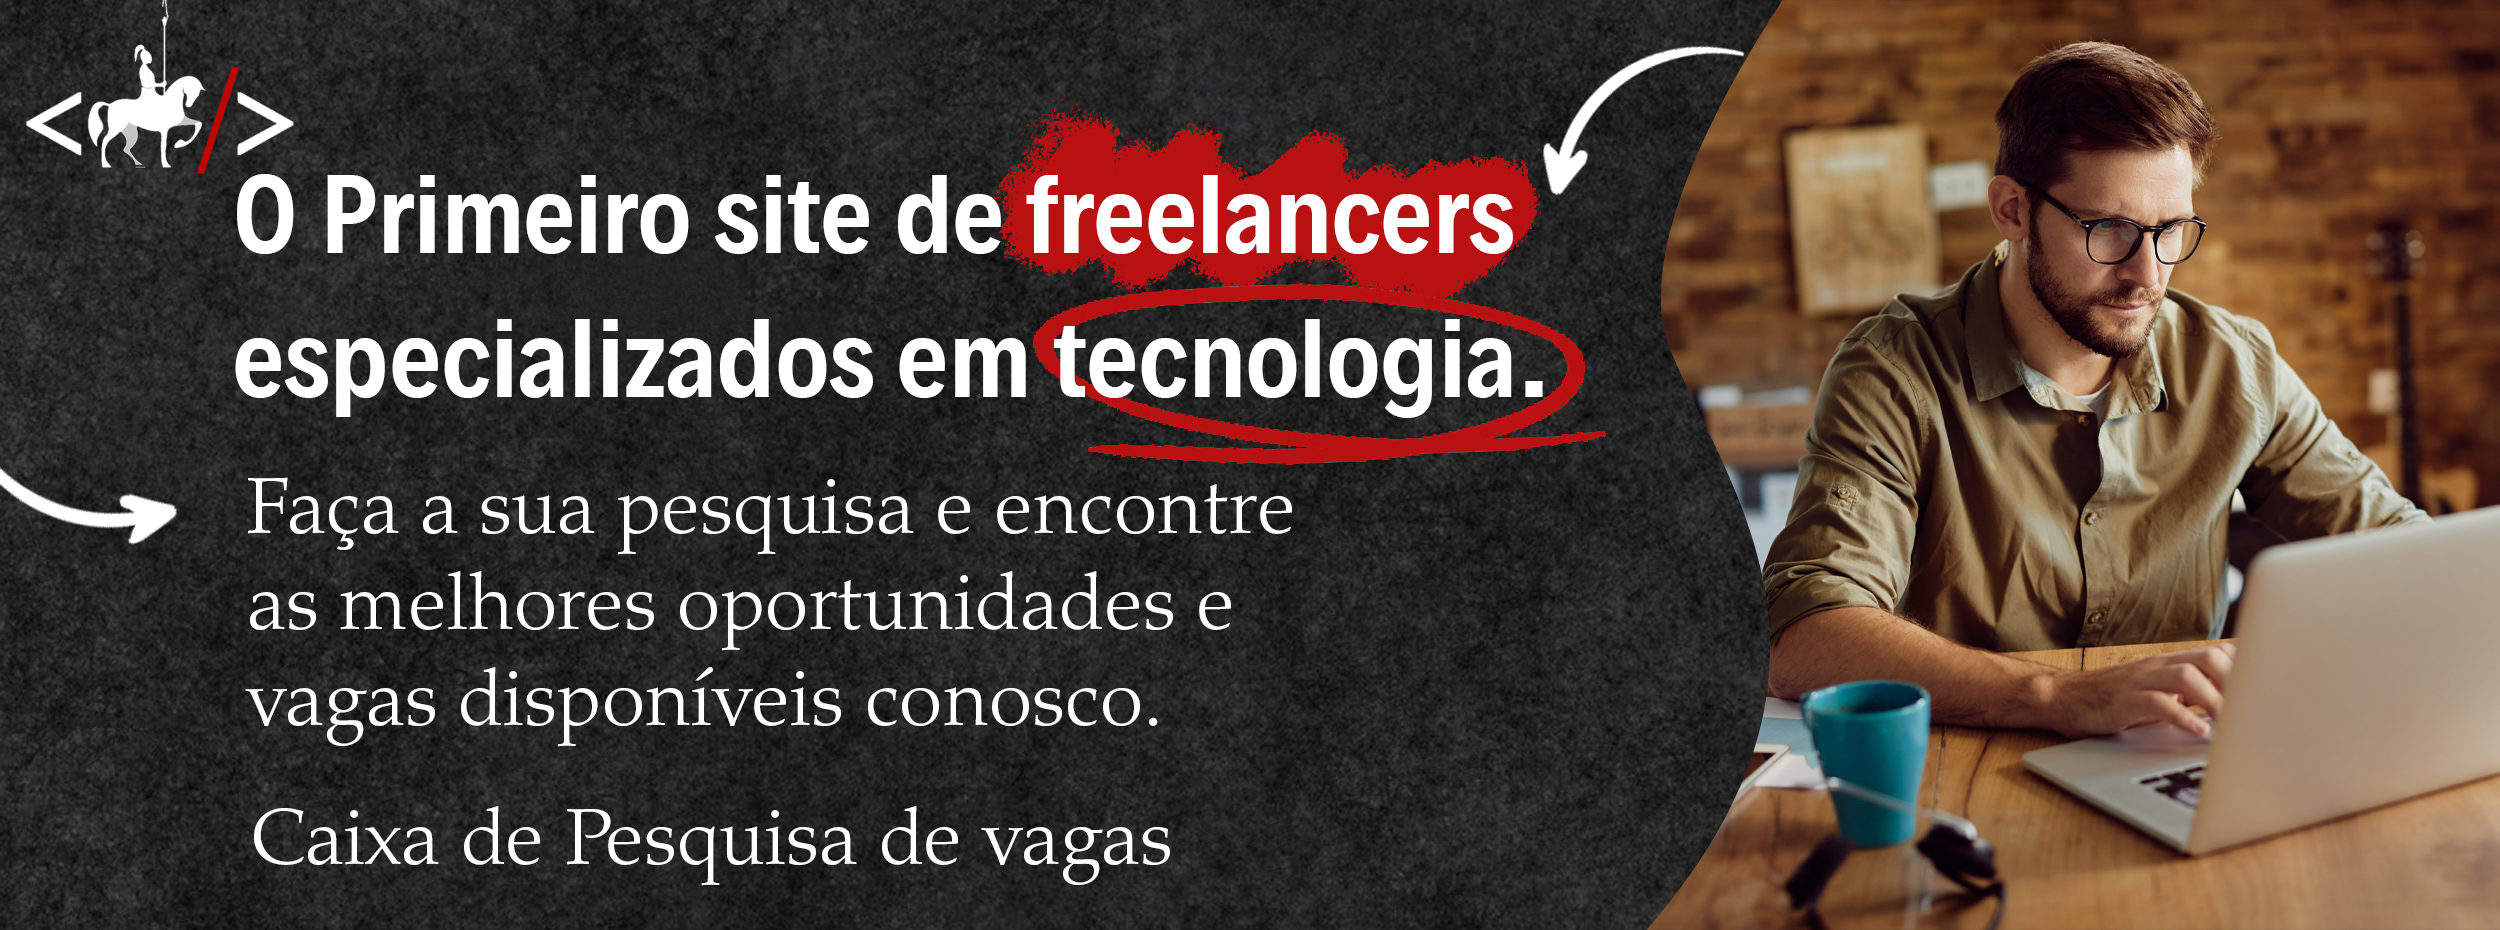 O Primeiro site de freelancers
especializados em tecnologia.
Faça a sua pesquisa e encontre
as melhores oportunidades e
vagas disponíveis conosco.
Caixa de Pesquisa de vagas